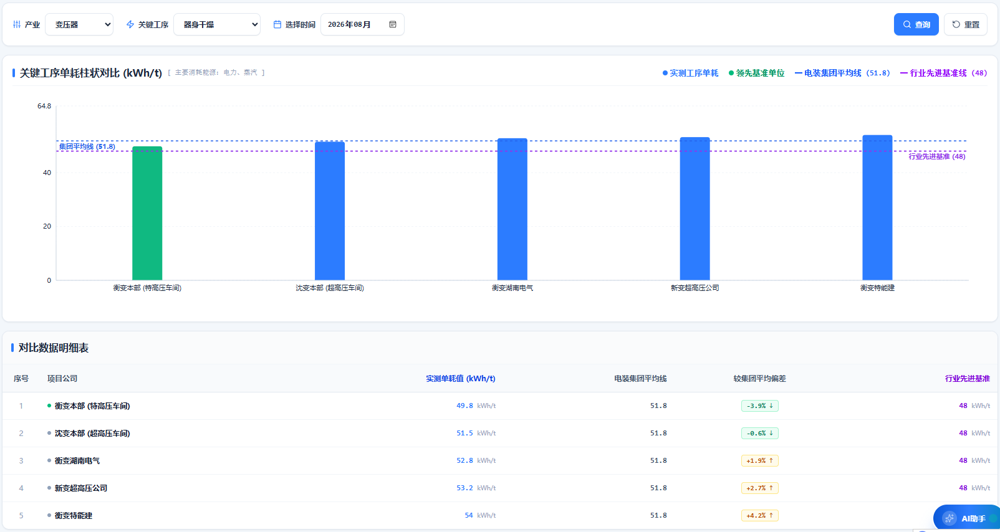 产业 变压器 关键工序 器身干燥 选择时间 2026年08月 查询 重置
关键工序单耗柱状对比 (kWh/t) [ 主要消耗能源: 电力、蒸汽 ] 实测工序单耗 领先基准单位 电装集团平均线 (51.8) 行业先进基准线 (48)
64.8
集团平均线 (51.8)
行业先进基准 (48)
40
20
0
衡变本部 (特高压车间) 沈变本部 (超高压车间) 衡变湖南电气 新变超高压公司 衡变特能建
对比数据明细表
序号 项目公司 实测单耗值 (kWh/t) 电装集团平均线 较集团平均偏差 行业先进基准
1 衡变本部 (特高压车间) 49.8 kWh/t 51.8 -3.9% ↓ 48 kWh/t
2 沈变本部 (超高压车间) 51.5 kWh/t 51.8 -0.6% ↓ 48 kWh/t
3 衡变湖南电气 52.8 kWh/t 51.8 +1.9% ↑ 48 kWh/t
4 新变超高压公司 53.2 kWh/t 51.8 +2.7% ↑ 48 kWh/t
5 衡变特能建 54 kWh/t 51.8 +4.2% ↑
AI助手